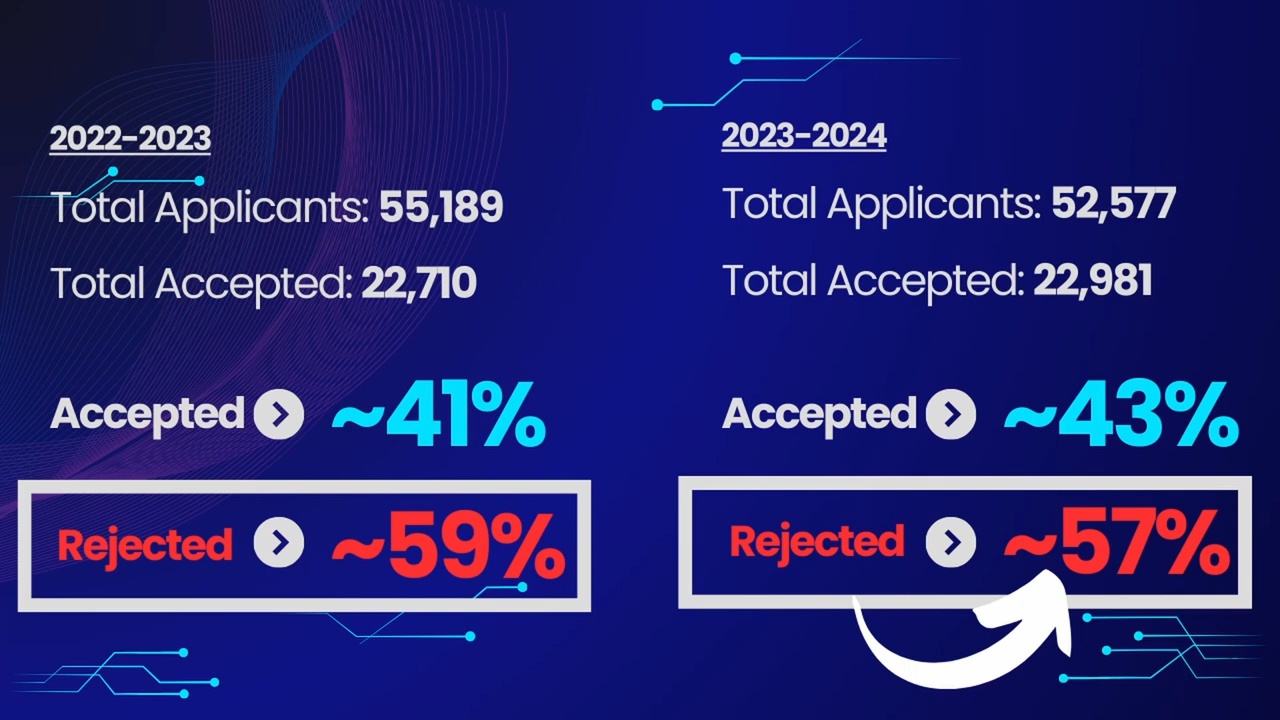 2022-2023
Total Applicants: 55,189
Total Accepted: 22,710
Accepted ~41%
Rejected ~59%
2023-2024
Total Applicants: 52,577
Total Accepted: 22,981
Accepted ~43%
Rejected ~57%